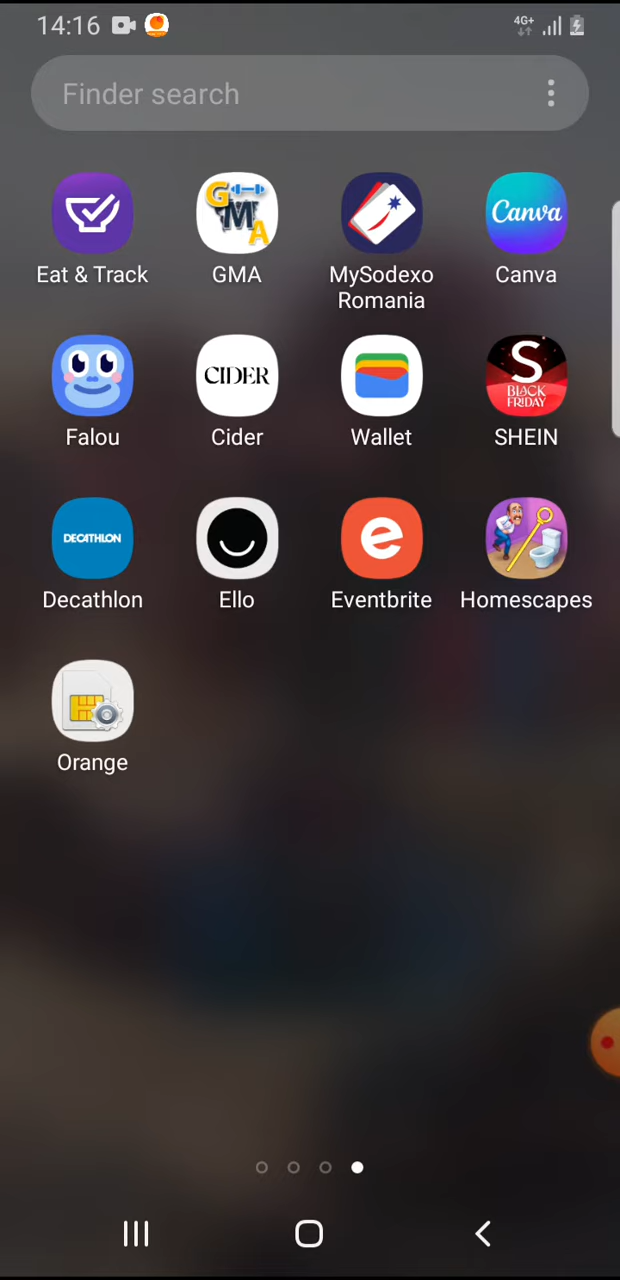 14:16
4G+
Finder search
Canva
Eat & Track
GMA
MySodexo
Romania
Canva
CIDER
S
BLACK
FRIDAY
Falou
Cider
Wallet
SHEIN
DECATHLON
e
Decathlon
Ello
Eventbrite
Homescapes
Orange